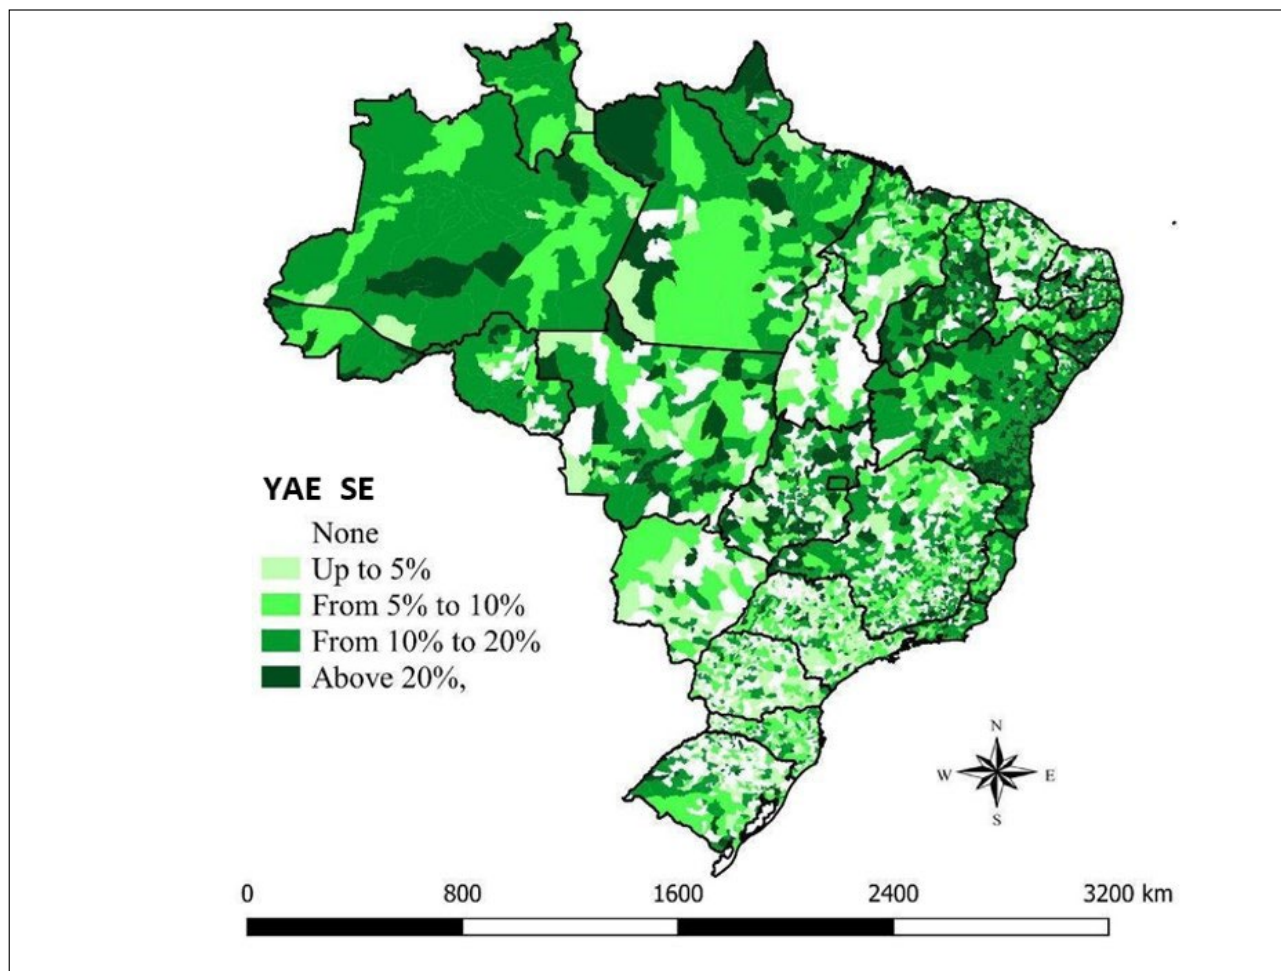 YAE SE
None
Up to 5%
From 5% to 10%
From 10% to 20%
Above 20%,
N
W E
S
0 800 1600 2400 3200 km